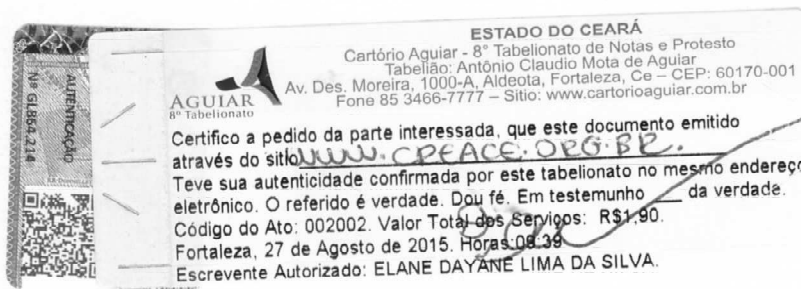 ESTADO DO CEARÁ
Cartório Aguiar - 8° Tabelionato de Notas e Protesto
Tabelião: Antônio Claudio Mota de Aguiar
Av. Des. Moreira, 1000-A, Aldeota, Fortaleza, Ce – CEP: 60170-001
Fone 85 3466-7777 – Sitio: www.cartorioaguiar.com.br
AGUIAR
8° Tabelionato
AUTENTICAÇÃO
Nº GL864.214
Certifico a pedido da parte interessada, que este documento emitido
através do sitio www.CREACE.ORG.BR.
Teve sua autenticidade confirmada por este tabelionato no mesmo endereço
eletrônico. O referido é verdade. Dou fé. Em testemunho ___ da verdade.
Código do Ato: 002002. Valor Total dos Serviços: R$1,90.
Fortaleza, 27 de Agosto de 2015. Horas:08:39
Escrevente Autorizado: ELANE DAYANE LIMA DA SILVA.